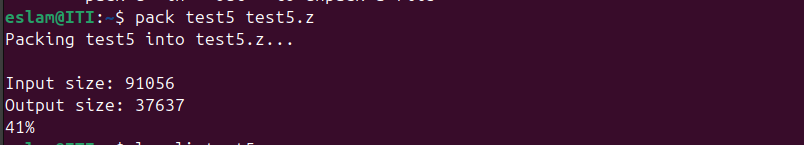 eslam@ITI:~$ pack test5 test5.z
Packing test5 into test5.z...
Input size: 91056
Output size: 37637
41%